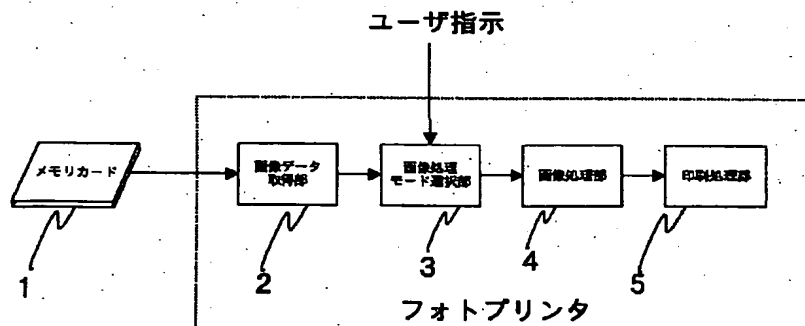 ユーザ指示
メモリカード
画像データ
取得部
画像処理
モード選択部
画像処理部
印刷処理部
1
2
3
4
5
フォトプリンタ